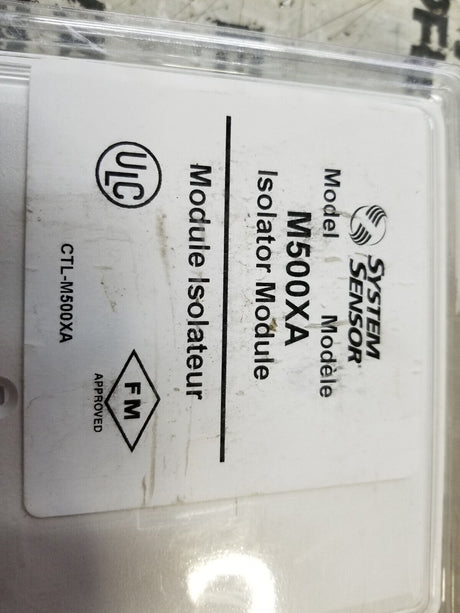 SYSTEM
SENSOR
Model Modèle
M500XA
Isolator Module
Module Isolateur
ULC
FM
APPROVED
CTL-M500XA